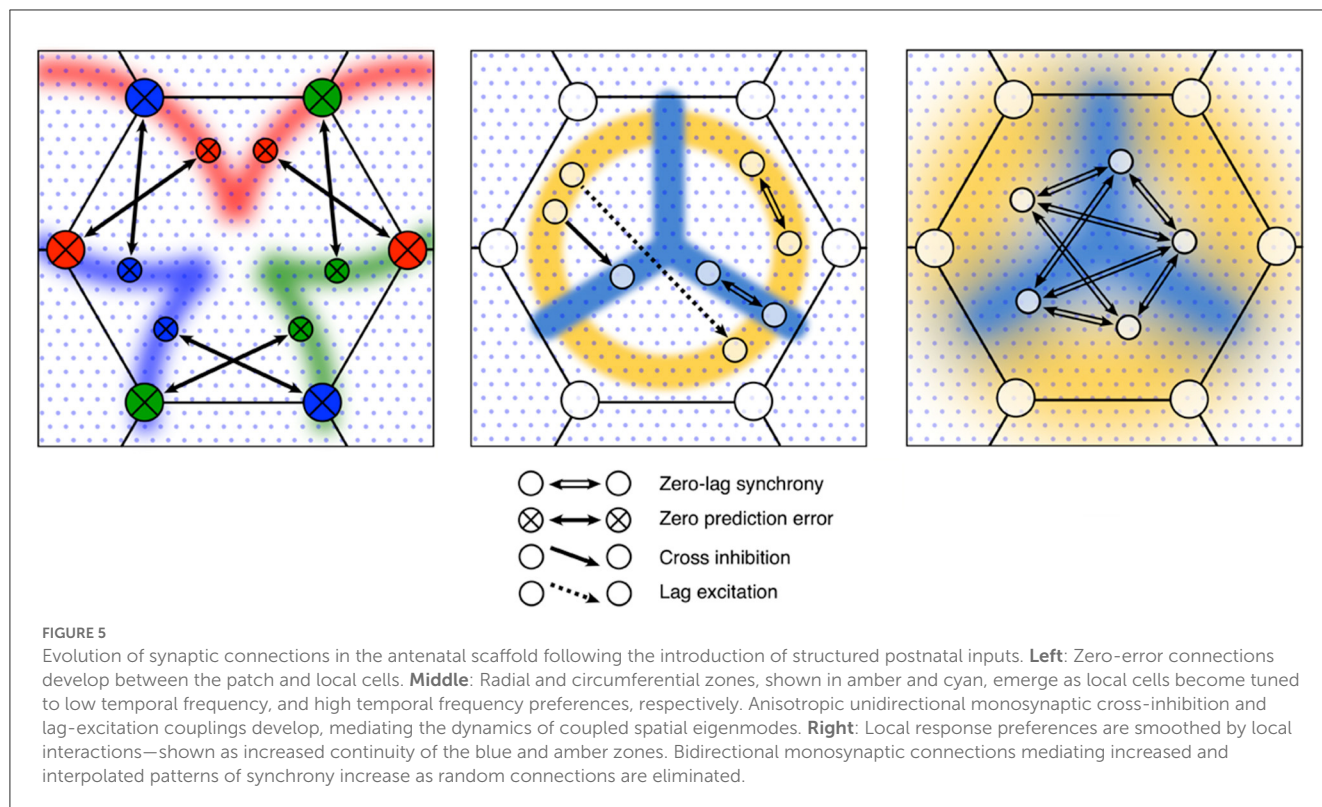 Zero-lag synchrony
Zero prediction error
Cross inhibition
Lag excitation
FIGURE 5
Evolution of synaptic connections in the antenatal scaffold following the introduction of structured postnatal inputs. Left: Zero-error connections
develop between the patch and local cells. Middle: Radial and circumferential zones, shown in amber and cyan, emerge as local cells become tuned
to low temporal frequency, and high temporal frequency preferences, respectively. Anisotropic unidirectional monosynaptic cross-inhibition and
lag-excitation couplings develop, mediating the dynamics of coupled spatial eigenmodes. Right: Local response preferences are smoothed by local
interactions—shown as increased continuity of the blue and amber zones. Bidirectional monosynaptic connections mediating increased and
interpolated patterns of synchrony increase as random connections are eliminated.